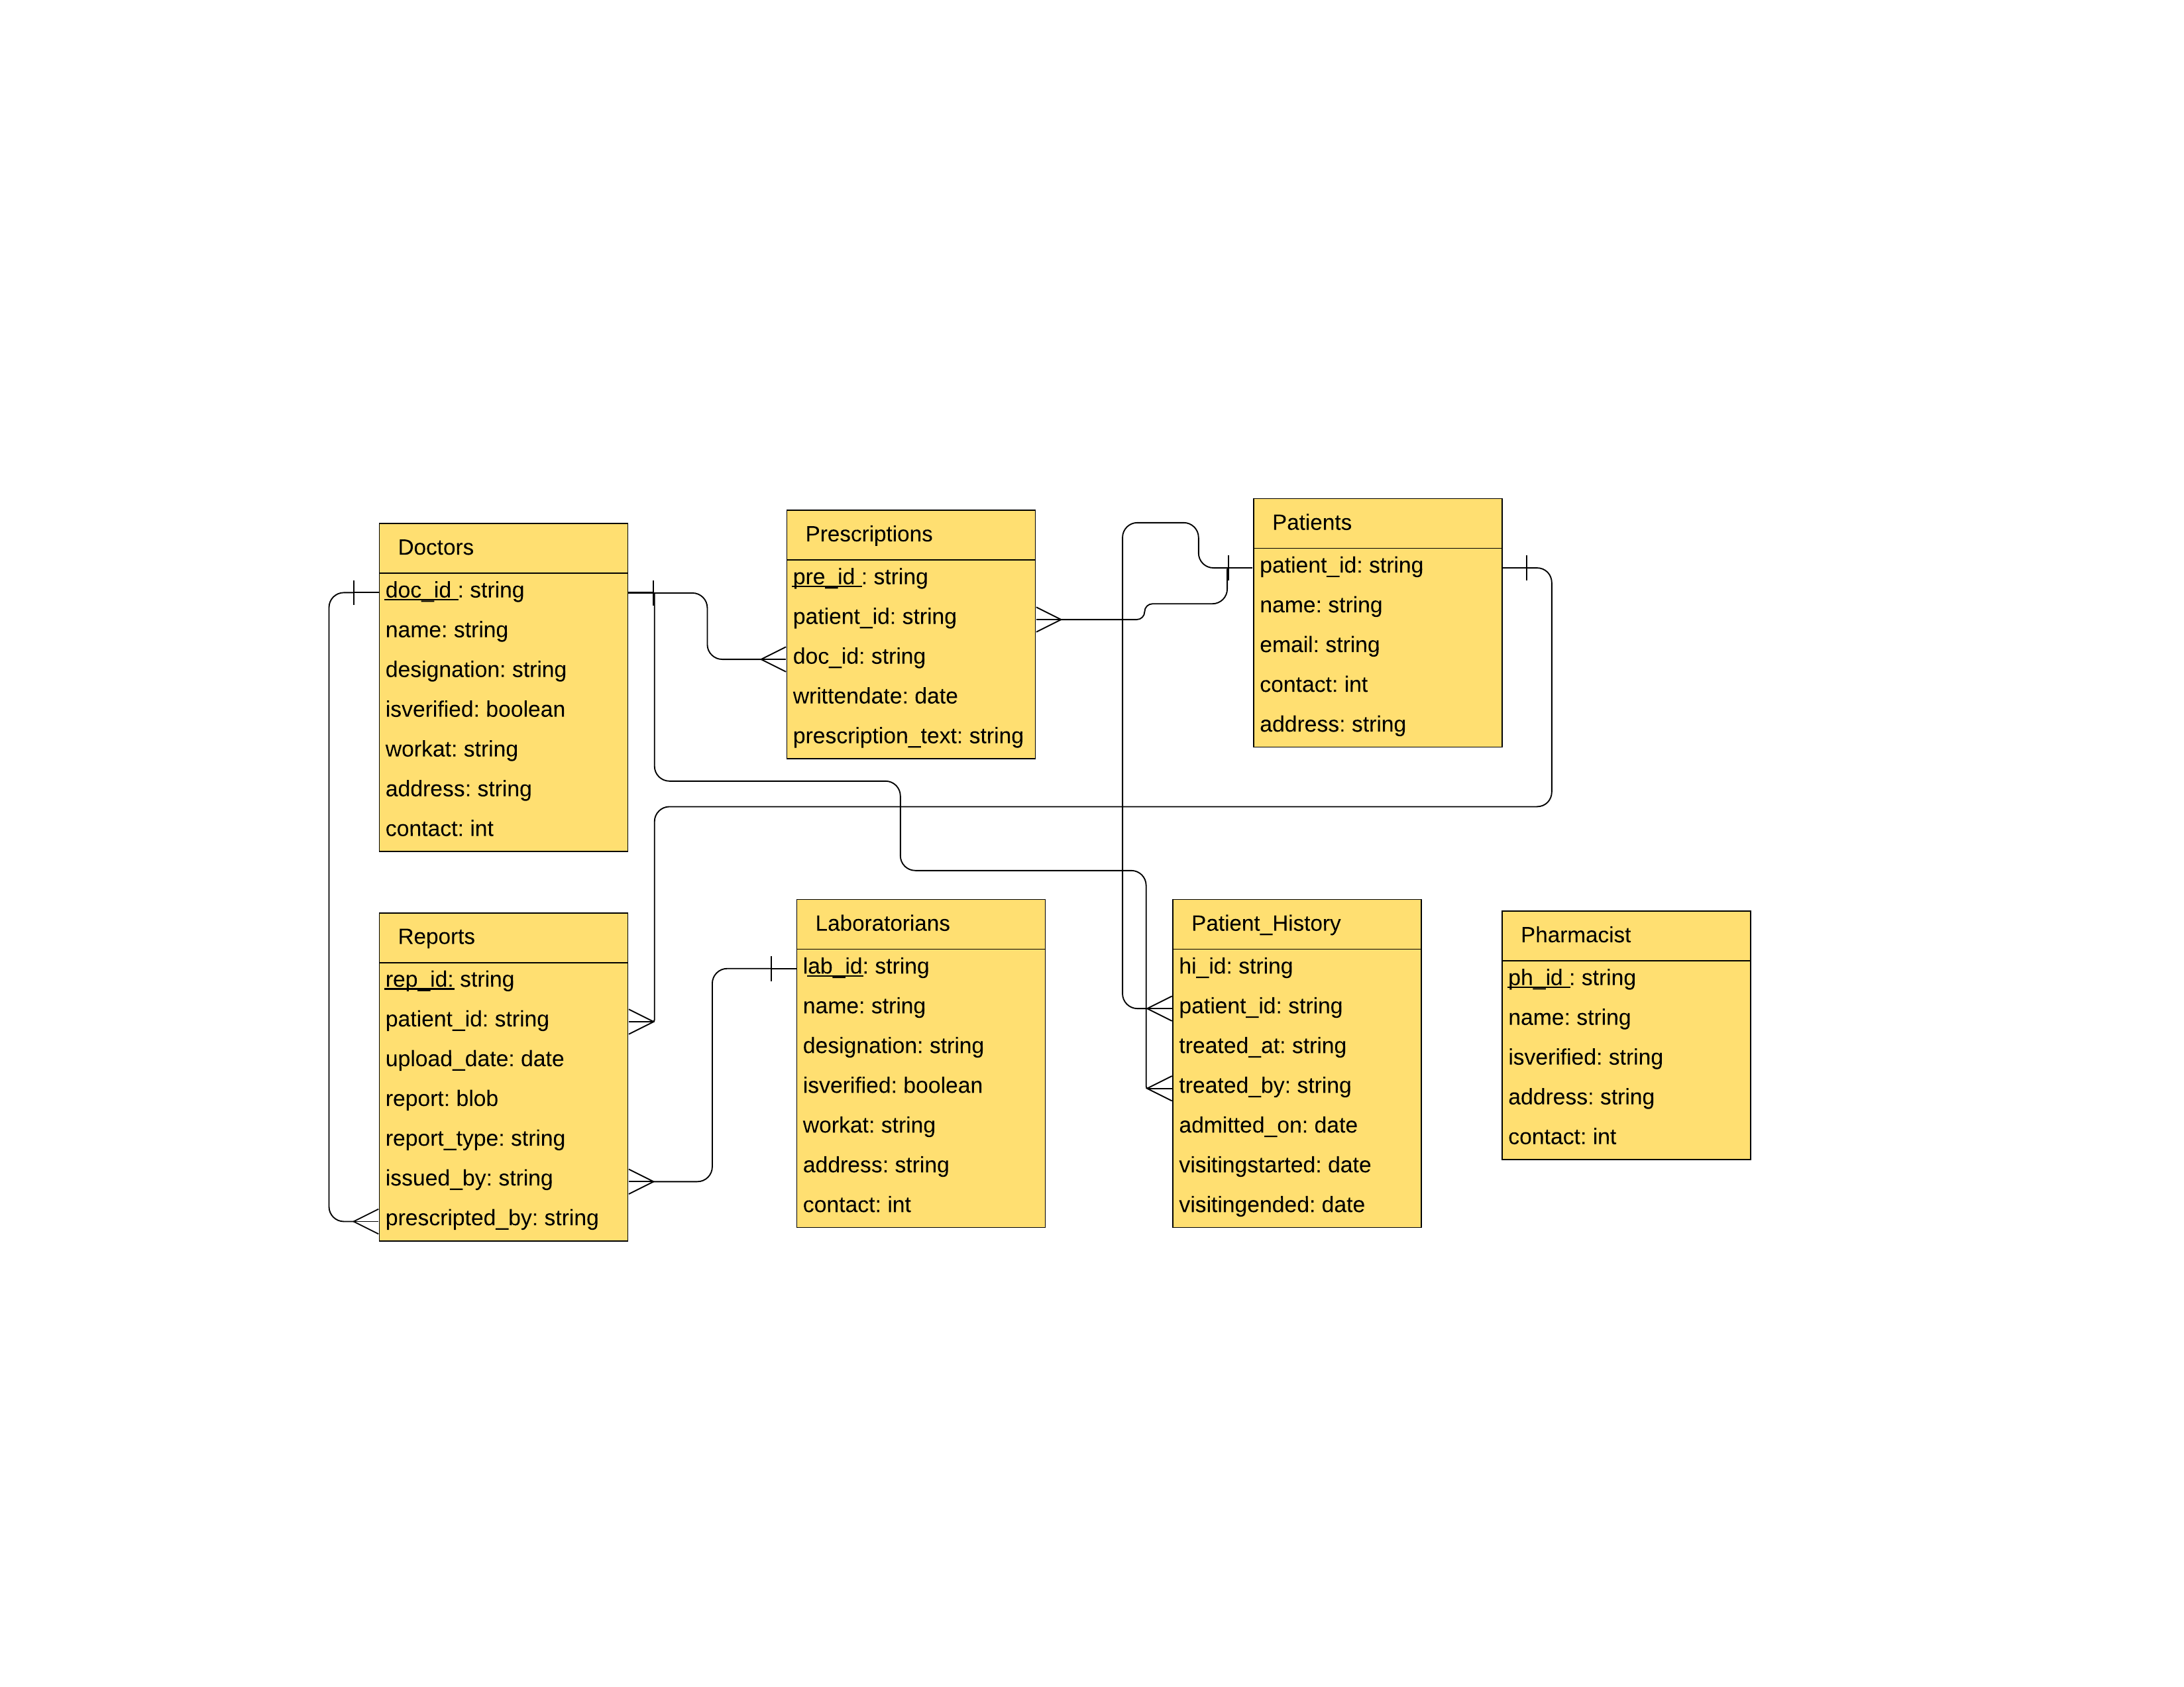 Doctors
doc_id : string
name: string
designation: string
isverified: boolean
workat: string
address: string
contact: int
Prescriptions
pre_id : string
patient_id: string
doc_id: string
writtendate: date
prescription_text: string
Patients
patient_id: string
name: string
email: string
contact: int
address: string
Reports
rep_id: string
patient_id: string
upload_date: date
report: blob
report_type: string
issued_by: string
prescripted_by: string
Laboratorians
lab_id: string
name: string
designation: string
isverified: boolean
workat: string
address: string
contact: int
Patient_History
hi_id: string
patient_id: string
treated_at: string
treated_by: string
admitted_on: date
visitingstarted: date
visitingended: date
Pharmacist
ph_id : string
name: string
isverified: string
address: string
contact: int